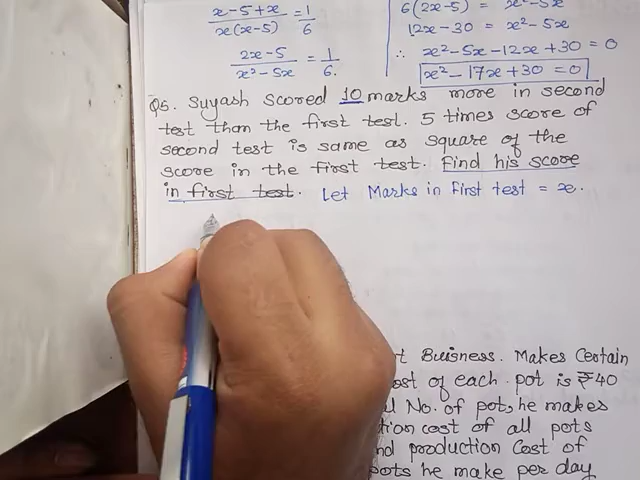 x-5+x / x(x-5) = 1/6
2x-5 / x²-5x = 1/6.
6(2x-5) = x²-5x
12x-30 = x²-5x
∴ x²-5x-12x+30 = 0
x²-17x+30 = 0
Q5. Suyash scored 10 marks more in second
test than the first test. 5 times score of
second test is same as square of the
score in the first test. Find his score
in first test. Let Marks in first test = x.
Buisness. Makes Certain
of each pot is ₹40
No. of pots he makes
cost of all pots
production Cost of
pots he make per day